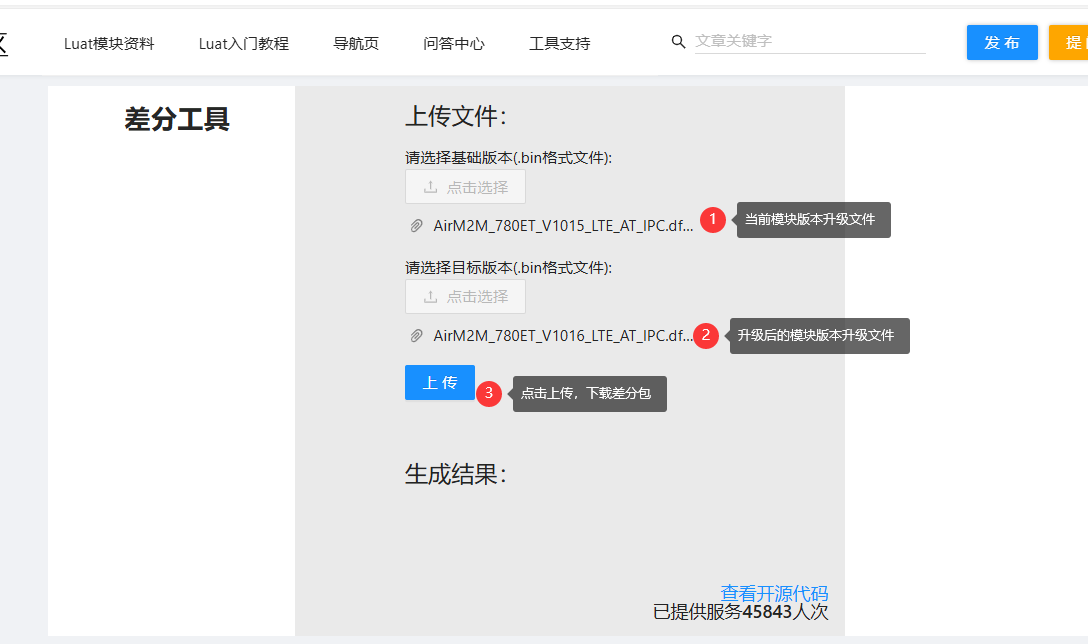 Luat模块资料 Luat入门教程 导航页 问答中心 工具支持 文章关键字 发 布
差分工具
上传文件：
请选择基础版本(.bin格式文件):
点击选择
AirM2M_780ET_V1015_LTE_AT_IPC.df...
1 当前模块版本升级文件
请选择目标版本(.bin格式文件):
点击选择
AirM2M_780ET_V1016_LTE_AT_IPC.df...
2 升级后的模块版本升级文件
上 传
3 点击上传，下载差分包
生成结果：
查看开源代码
已提供服务45843人次